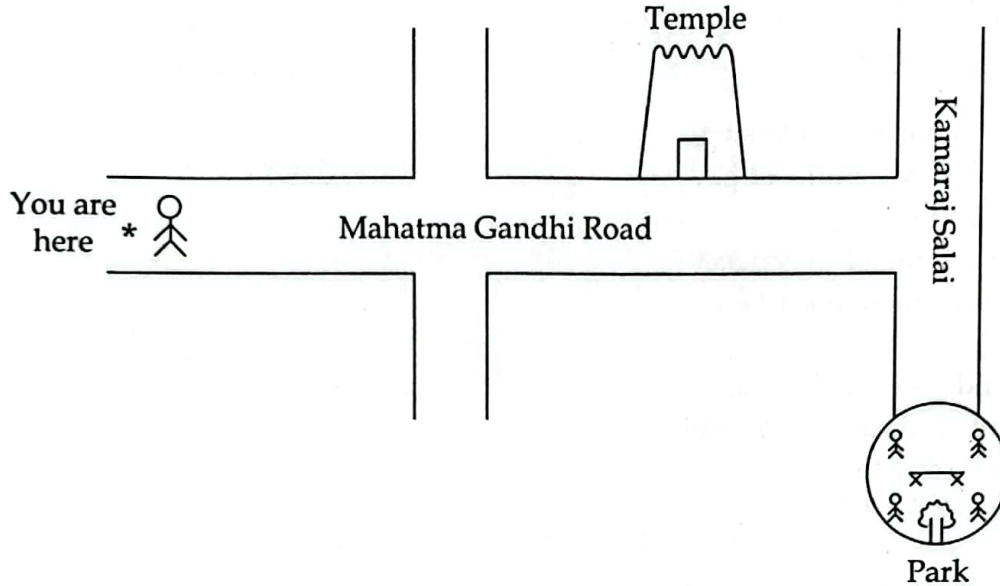 Temple
Kamaraj Salai
You are
here *
Mahatma Gandhi Road
Park